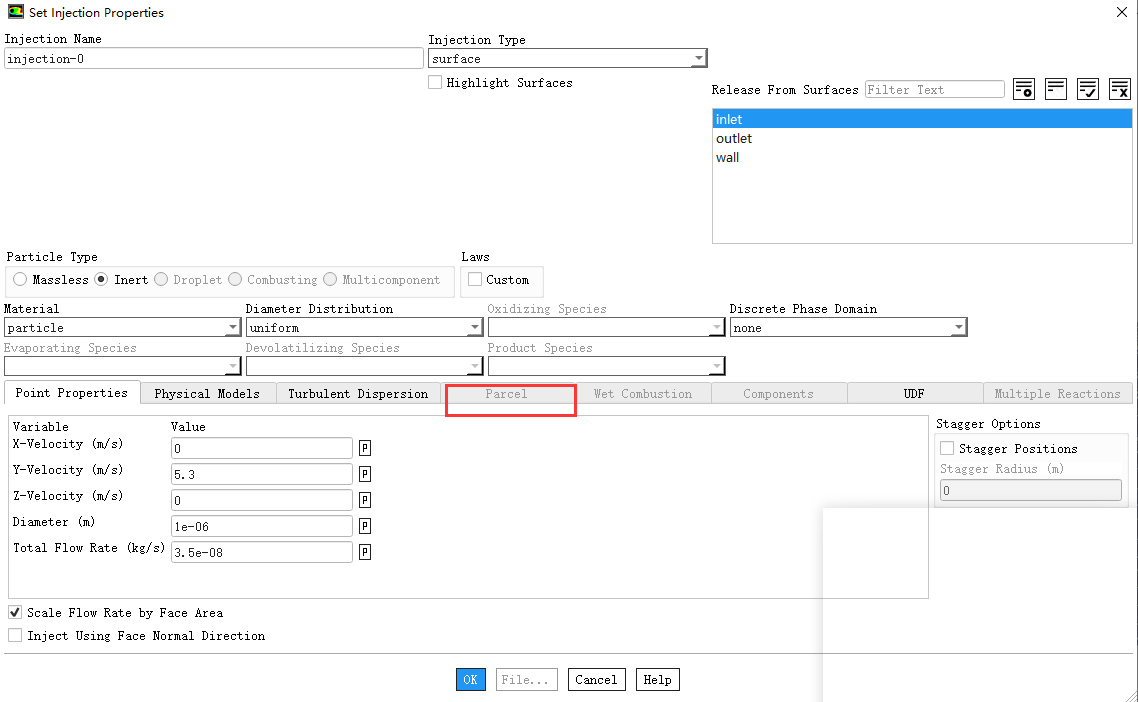 Set Injection Properties
Injection Name
injection-0
Injection Type
surface
Highlight Surfaces
Release From Surfaces Filter Text
inlet
outlet
wall
Particle Type
Massless Inert Droplet Combusting Multicomponent
Laws
Custom
Material Diameter Distribution Oxidizing Species Discrete Phase Domain
particle uniform none
Evaporating Species Devolatilizing Species Product Species
Point Properties Physical Models Turbulent Dispersion Parcel Wet Combustion Components UDF Multiple Reactions
Variable Value
X-Velocity (m/s) 0 P
Y-Velocity (m/s) 5.3 P
Z-Velocity (m/s) 0 P
Diameter (m) 1e-06 P
Total Flow Rate (kg/s) 3.5e-08 P
Stagger Options
Stagger Positions
Stagger Radius (m)
0
Scale Flow Rate by Face Area
Inject Using Face Normal Direction
OK File... Cancel Help